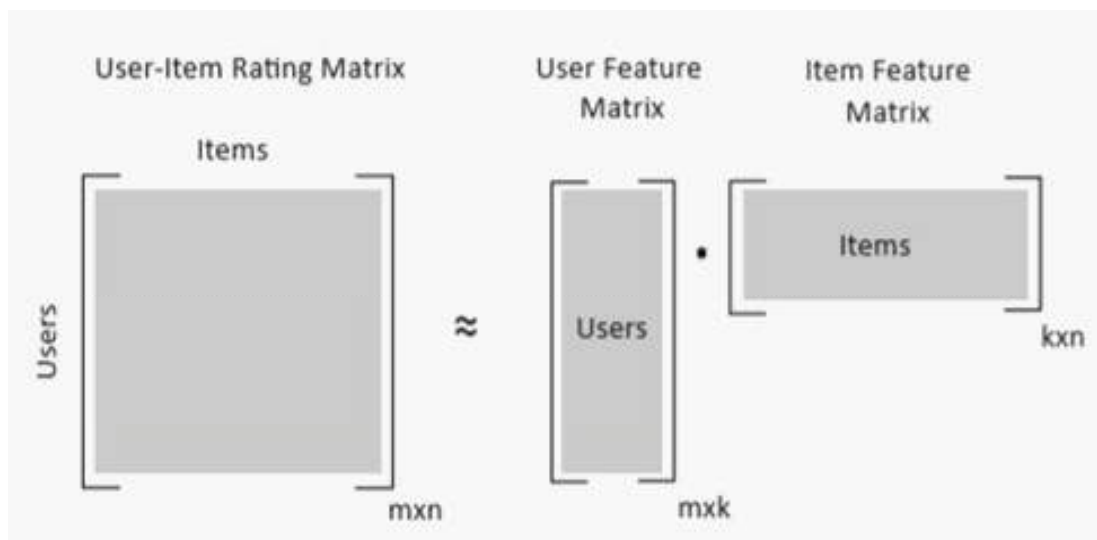 User-Item Rating Matrix
Items
Users
mxn
≈
User Feature
Matrix
Users
mxk
•
Item Feature
Matrix
Items
kxn